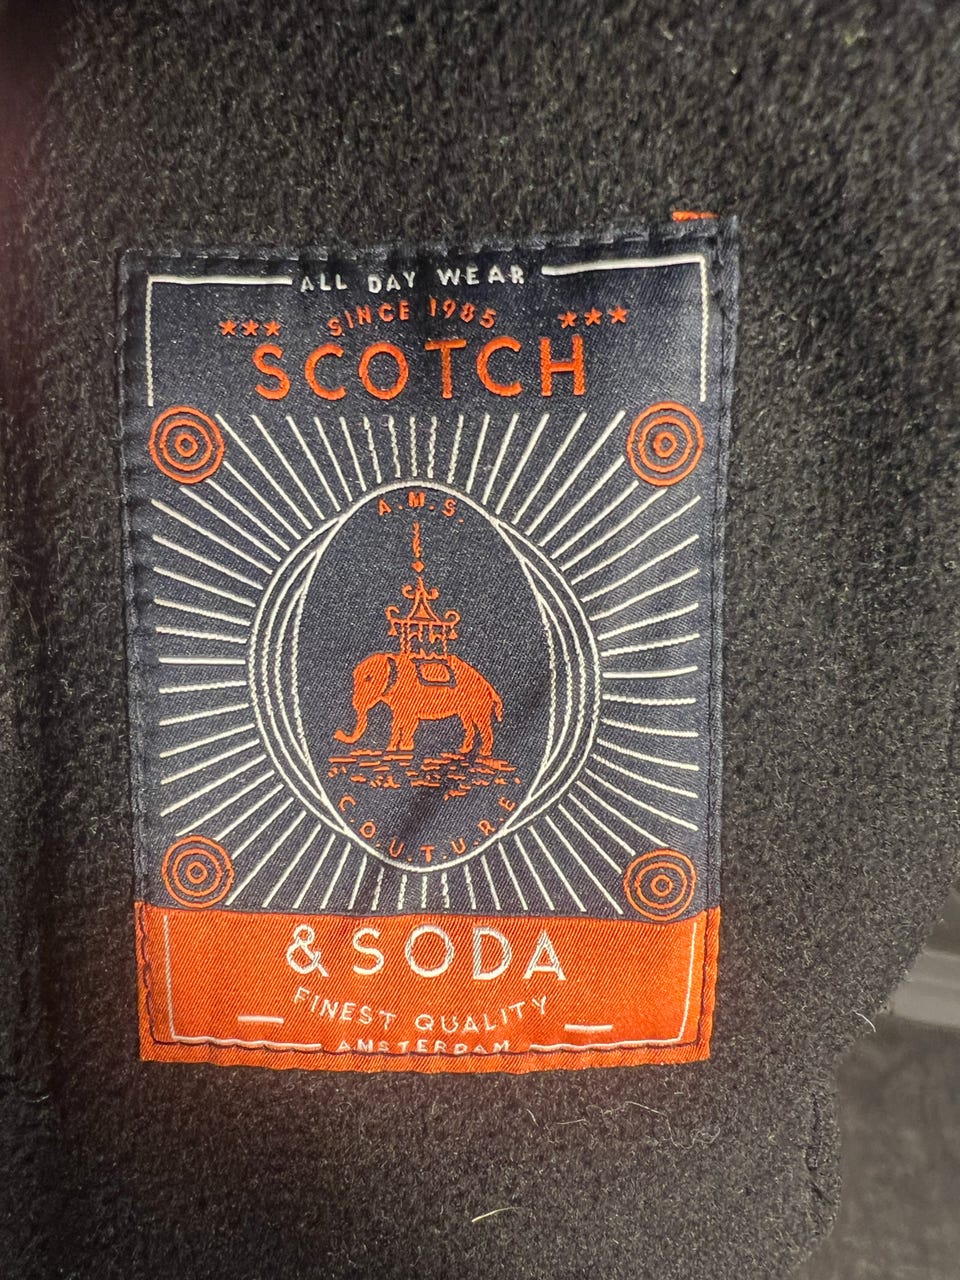 ALL DAY WEAR
SINCE 1985
SCOTCH
A.M.S.
C.O.U.T.U.R.E
& SODA
FINEST QUALITY
AMSTERDAM